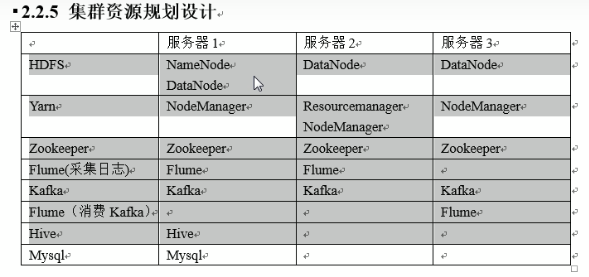 2.2.5 集群资源规划设计
服务器 1 服务器 2 服务器 3
HDFS NameNode DataNode DataNode
DataNode
Yarn NodeManager Resourcemanager NodeManager
NodeManager
Zookeeper Zookeeper Zookeeper Zookeeper
Flume(采集日志) Flume Flume
Kafka Kafka Kafka Kafka
Flume（消费 Kafka） Flume
Hive Hive
Mysql Mysql